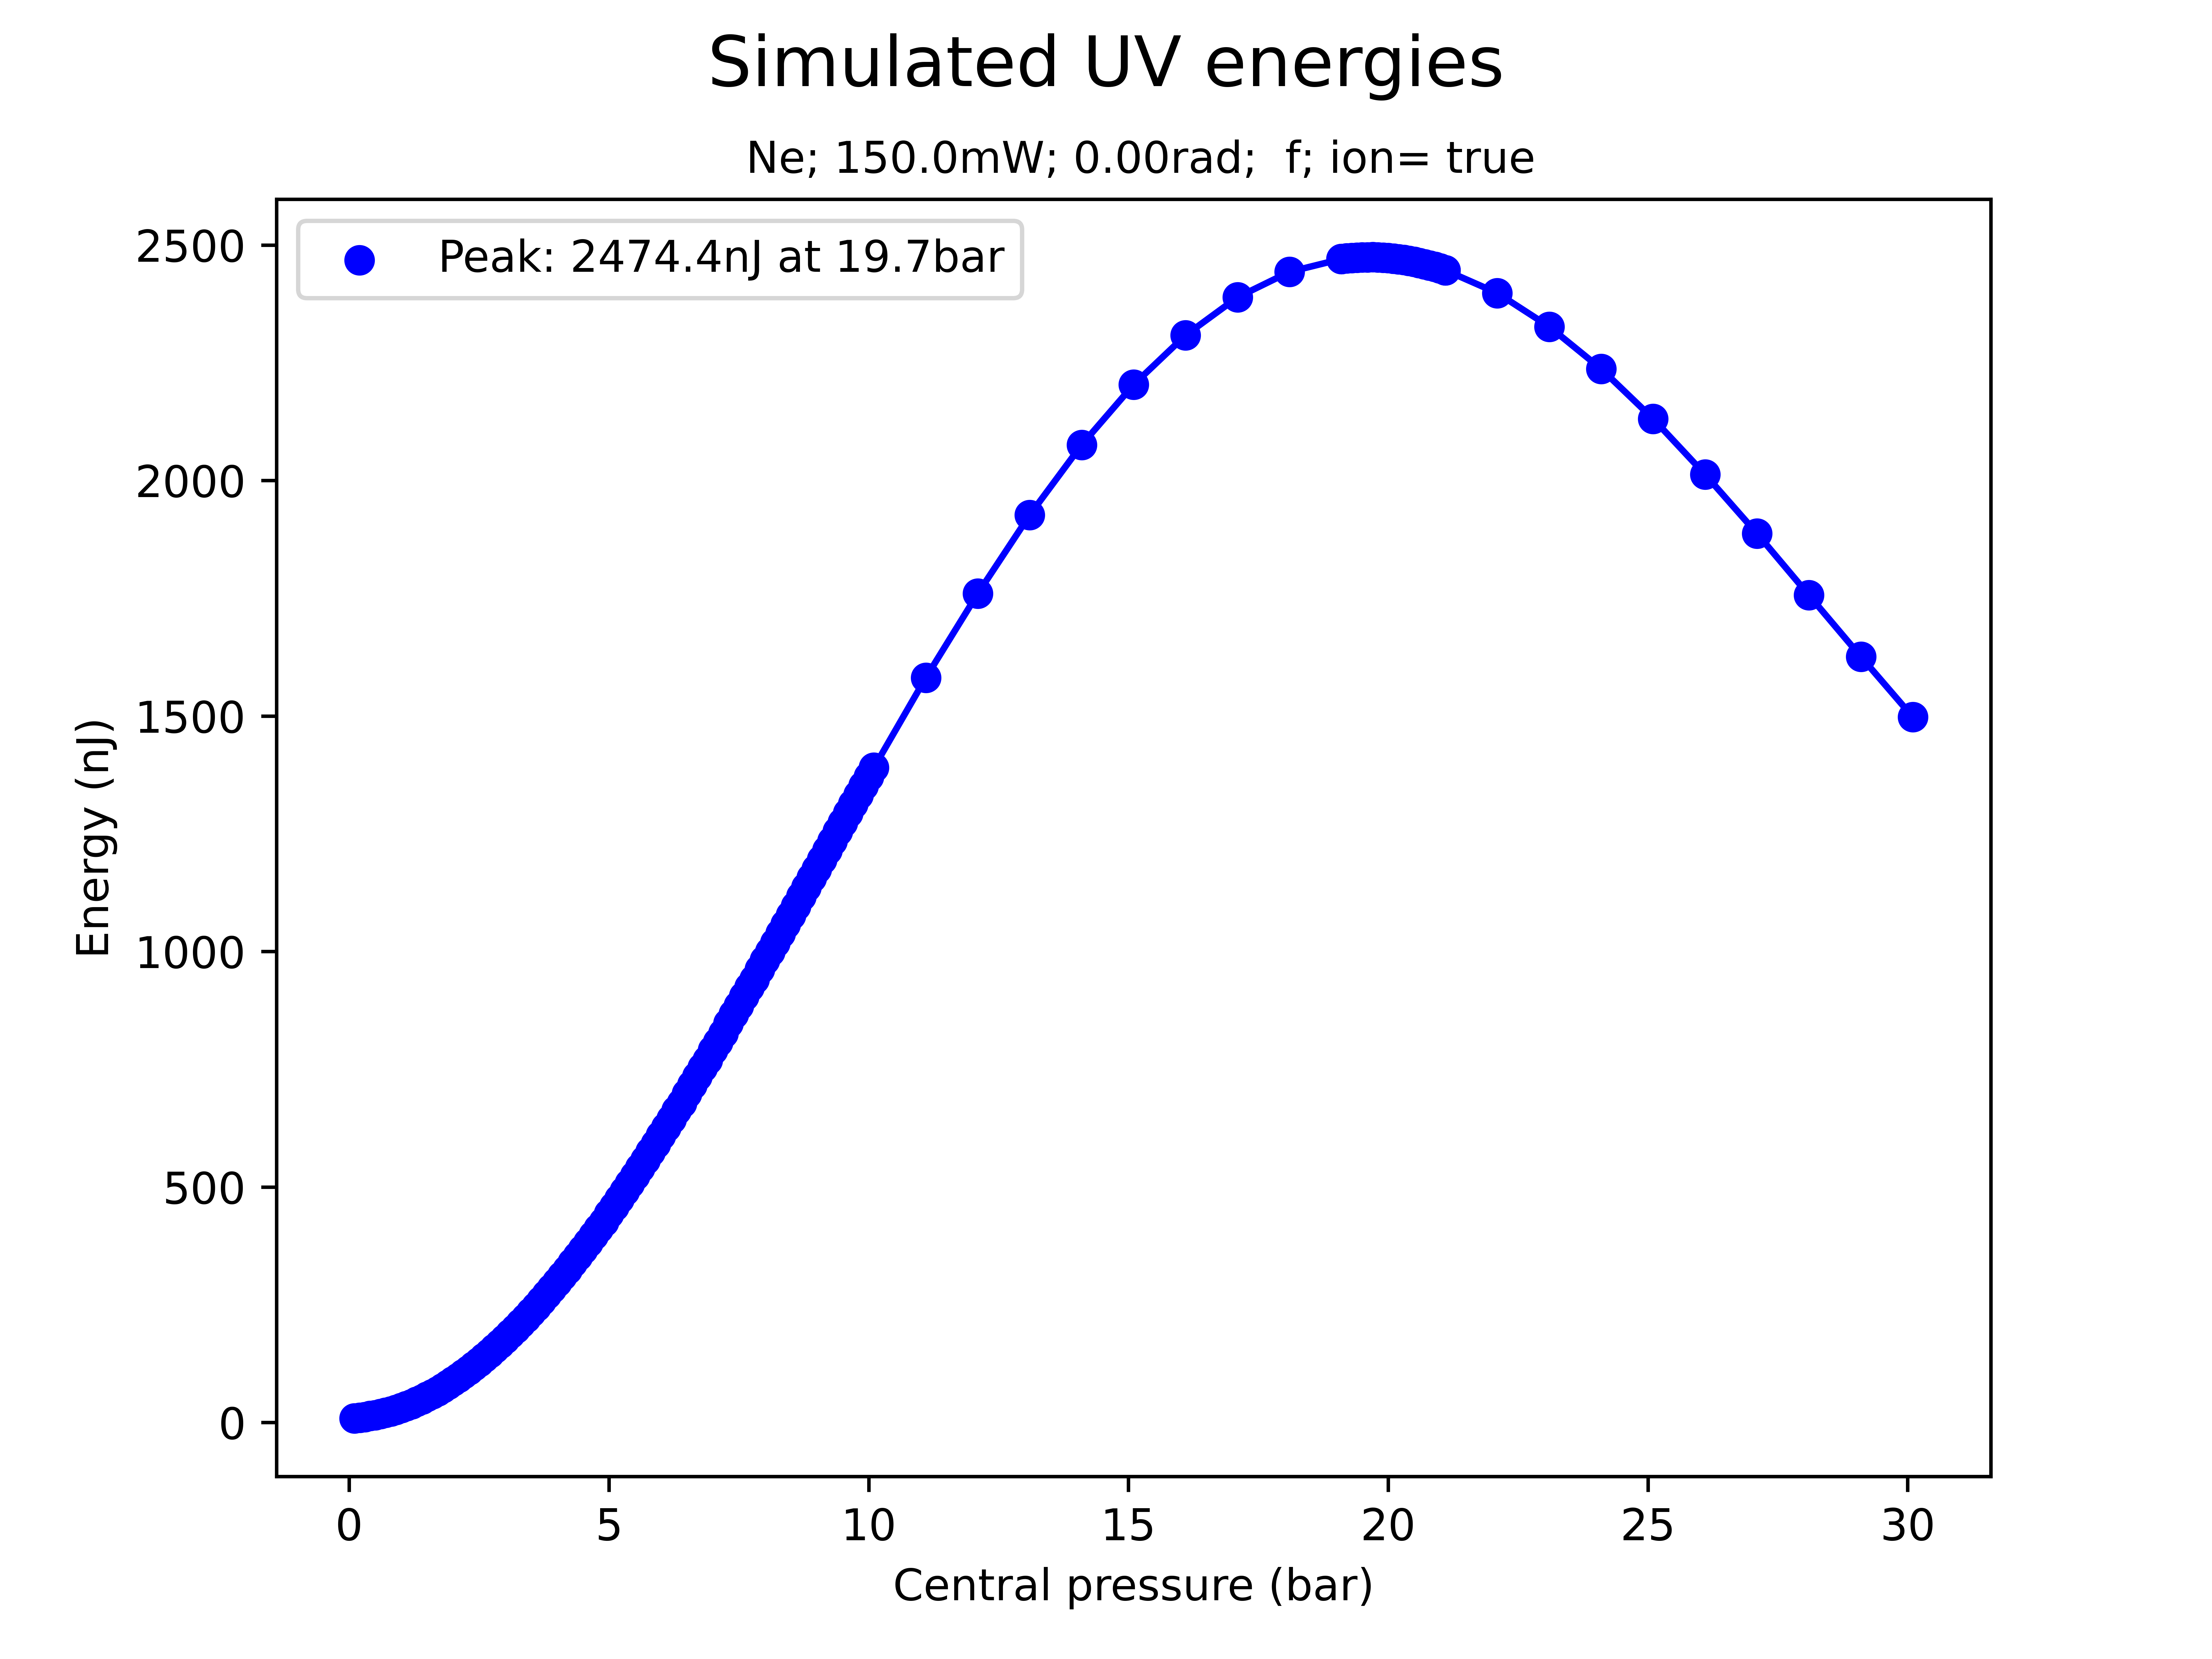 Simulated UV energies
Ne; 150.0mW; 0.00rad;  f; ion= true
Peak: 2474.4nJ at 19.7bar
2500
2000
1500
1000
500
0
Energy (nJ)
0 5 10 15 20 25 30
Central pressure (bar)